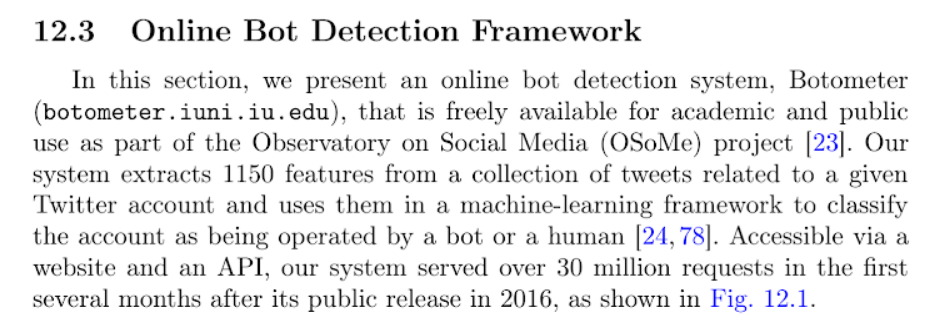 12.3 Online Bot Detection Framework
In this section, we present an online bot detection system, Botometer
(botometer.iuni.iu.edu), that is freely available for academic and public
use as part of the Observatory on Social Media (OSoMe) project [23]. Our
system extracts 1150 features from a collection of tweets related to a given
Twitter account and uses them in a machine-learning framework to classify
the account as being operated by a bot or a human [24,78]. Accessible via a
website and an API, our system served over 30 million requests in the first
several months after its public release in 2016, as shown in Fig. 12.1.